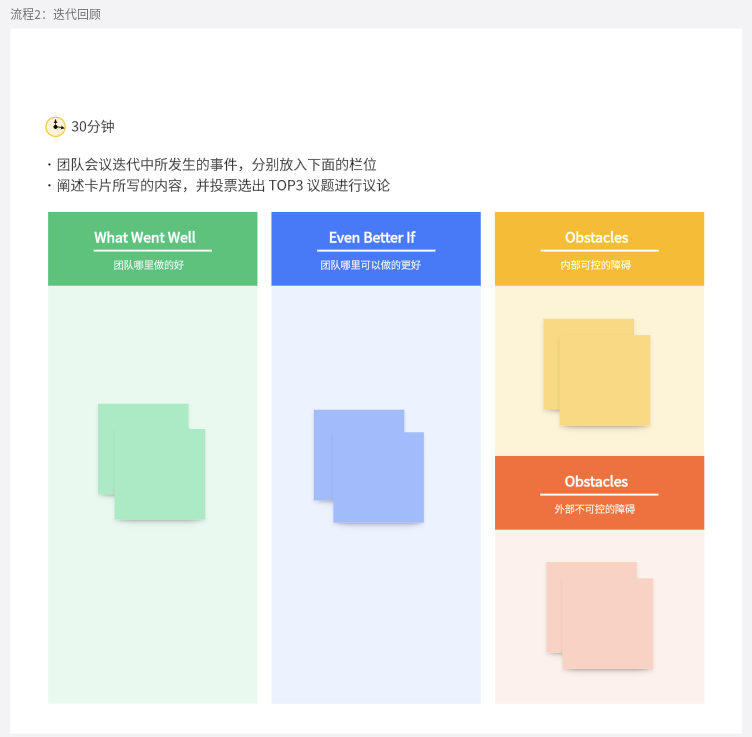 流程2：迭代回顾
30分钟
· 团队会议迭代中所发生的事件，分别放入下面的栏位
· 阐述卡片所写的内容，并投票选出 TOP3 议题进行议论
What Went Well
团队哪里做的好
Even Better If
团队哪里可以做的更好
Obstacles
内部可控的障碍
Obstacles
外部不可控的障碍